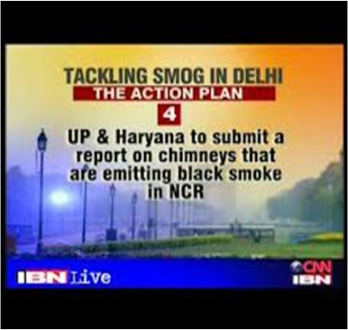 TACKLING SMOG IN DELHI
THE ACTION PLAN
4
UP & Haryana to submit a
report on chimneys that
are emitting black smoke
in NCR
IBN Live
CNN
IBN